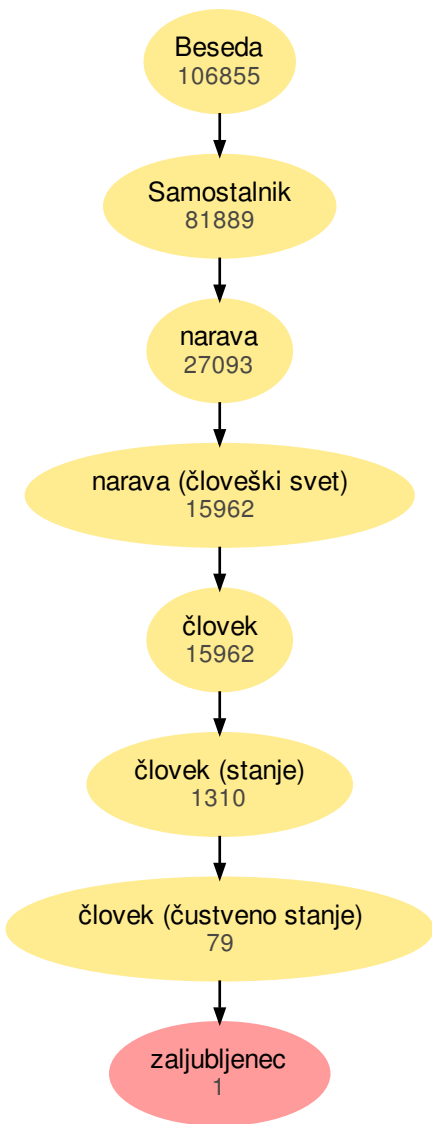 Beseda
106855
Samostalnik
81889
narava
27093
narava (človeški svet)
15962
človek
15962
človek (stanje)
1310
človek (čustveno stanje)
79
zaljubljenec
1